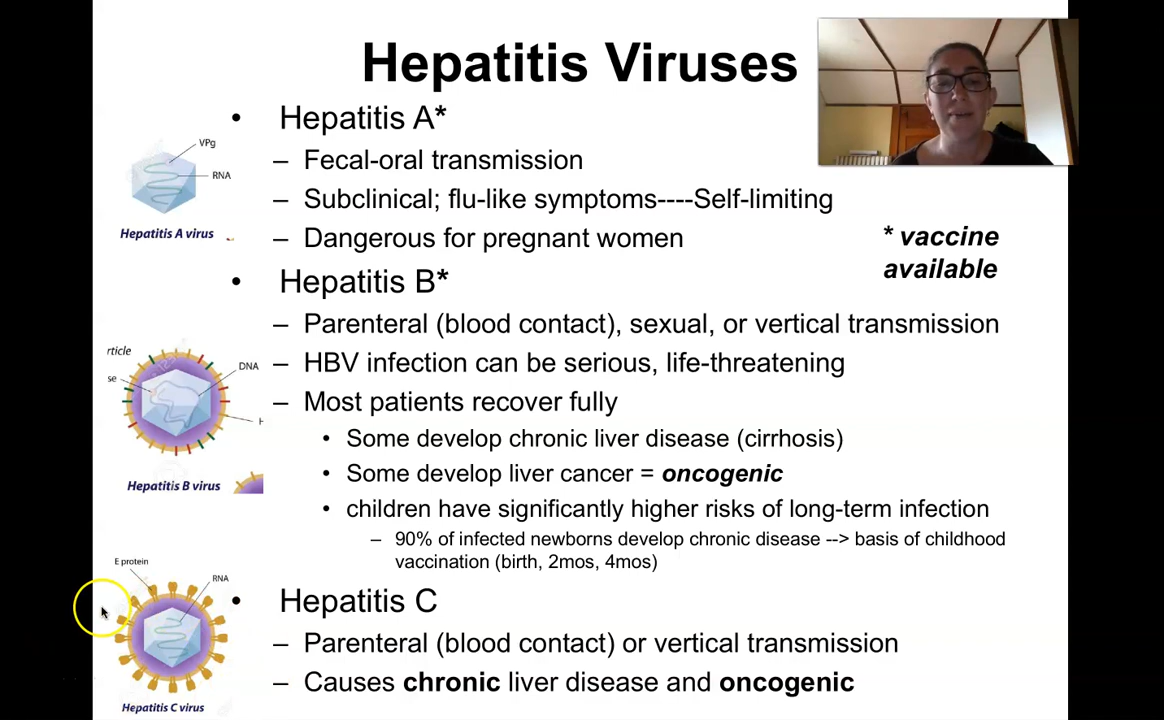 Hepatitis Viruses
• Hepatitis A*
– Fecal-oral transmission
– Subclinical; flu-like symptoms----Self-limiting
– Dangerous for pregnant women
* vaccine
available
VPg
RNA
Hepatitis A virus
• Hepatitis B*
– Parenteral (blood contact), sexual, or vertical transmission
– HBV infection can be serious, life-threatening
– Most patients recover fully
• Some develop chronic liver disease (cirrhosis)
• Some develop liver cancer = oncogenic
• children have significantly higher risks of long-term infection
– 90% of infected newborns develop chronic disease --> basis of childhood
vaccination (birth, 2mos, 4mos)
rticle
se
DNA
H
Hepatitis B virus
• Hepatitis C
– Parenteral (blood contact) or vertical transmission
– Causes chronic liver disease and oncogenic
E protein
RNA
Hepatitis C virus